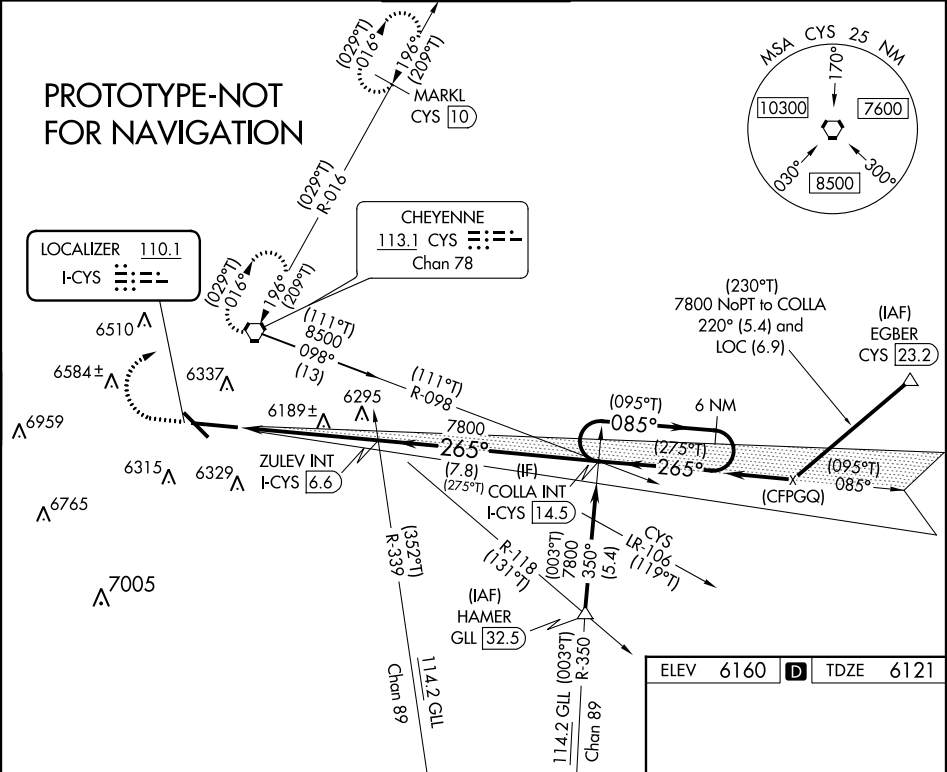 PROTOTYPE-NOT
FOR NAVIGATION
(029°T)
016°
196°
(209°T)
MARKL
CYS 10
MSA CYS 25 NM
170°
10300
7600
030°
300°
8500
(029°T)
R-016
LOCALIZER 110.1
I-CYS
CHEYENNE
113.1 CYS
Chan 78
(029°T)
016°
196°
(209°T)
(111°T)
8500
098°
(13)
(111°T)
R-098
(230°T)
7800 NoPT to COLLA
220° (5.4) and
LOC (6.9)
(IAF)
EGBER
CYS 23.2
6510
6584±
6337
6189±
6295
6959
6315
6329
6765
7005
7800
265°
(7.8)
(275°T)
(095°T)
085°
6 NM
(275°T)
265°
(095°T)
085°
(CFPGQ)
ZULEV INT
I-CYS 6.6
(IF)
COLLA INT
I-CYS 14.5
CYS
LR-106
(119°T)
R-118
(131°T)
(352°T)
R-339
(003°T)
7800
350°
(5.4)
(IAF)
HAMER
GLL 32.5
114.2 GLL
Chan 89
114.2 GLL (003°T)
R-350
Chan 89
ELEV 6160 D TDZE 6121